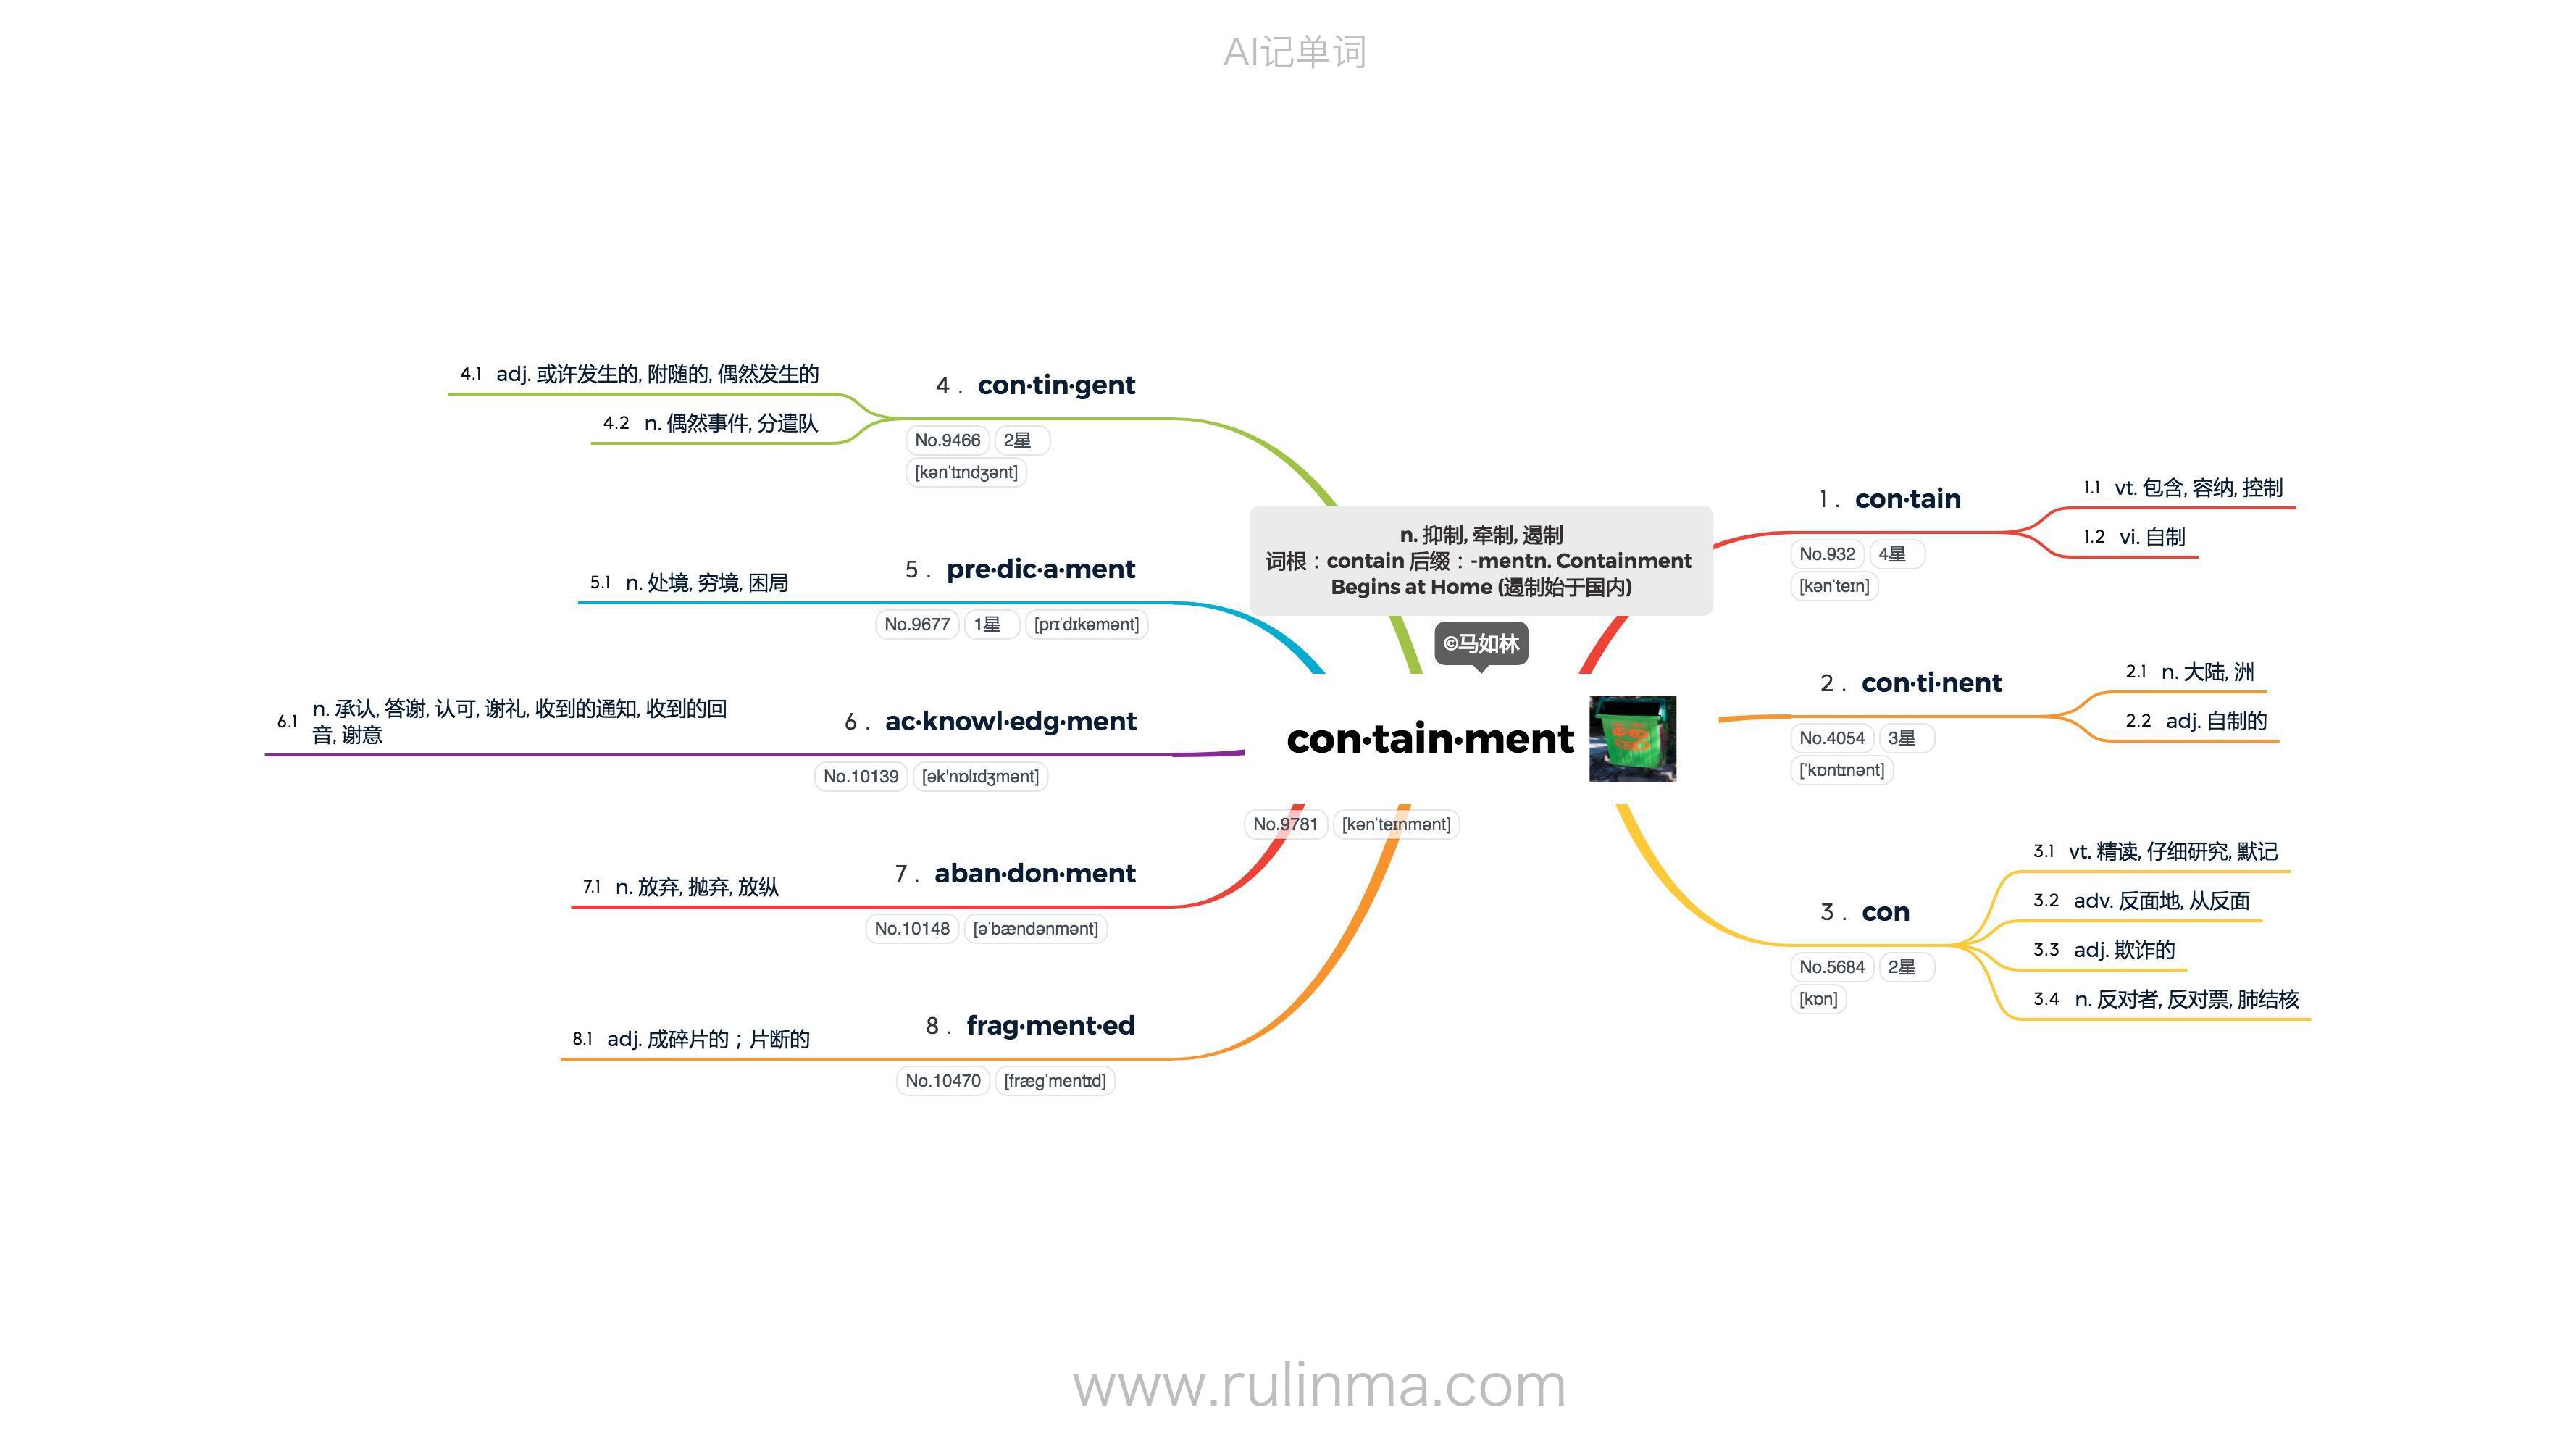 AI记单词
n. 抑制, 牵制, 遏制
词根：contain 后缀：-mentn. Containment
Begins at Home (遏制始于国内)
©马如林
con·tain·ment
No.9781 [kənˈteɪnmənt]
1 . con·tain
No.932 4星
[kənˈteɪn]
1.1 vt. 包含, 容纳, 控制
1.2 vi. 自制
2 . con·ti·nent
No.4054 3星
[ˈkɒntɪnənt]
2.1 n. 大陆, 洲
2.2 adj. 自制的
3 . con
No.5684 2星
[kɒn]
3.1 vt. 精读, 仔细研究, 默记
3.2 adv. 反面地, 从反面
3.3 adj. 欺诈的
3.4 n. 反对者, 反对票, 肺结核
4 . con·tin·gent
No.9466 2星
[kənˈtɪndʒənt]
4.1 adj. 或许发生的, 附随的, 偶然发生的
4.2 n. 偶然事件, 分遣队
5 . pre·dic·a·ment
No.9677 1星 [prɪˈdɪkəmənt]
5.1 n. 处境, 穷境, 困局
6 . ac·knowl·edg·ment
No.10139 [ək'nɒlɪdʒmənt]
6.1 n. 承认, 答谢, 认可, 谢礼, 收到的通知, 收到的回
音, 谢意
7 . aban·don·ment
No.10148 [əˈbændənmənt]
7.1 n. 放弃, 抛弃, 放纵
8 . frag·ment·ed
No.10470 [fræɡˈmentɪd]
8.1 adj. 成碎片的；片断的
www.rulinma.com